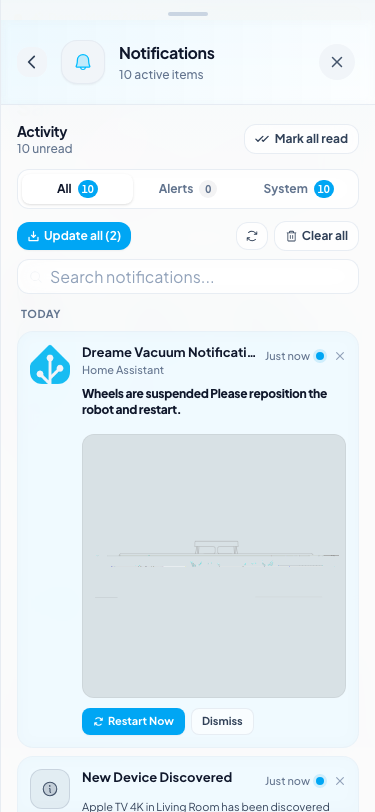 Notifications
10 active items
Activity
10 unread
Mark all read
All 10
Alerts 0
System 10
Update all (2)
Clear all
Search notifications...
TODAY
Dreame Vacuum Notificati... Just now
Home Assistant
Wheels are suspended Please reposition the
robot and restart.
Restart Now
Dismiss
New Device Discovered Just now
Apple TV 4K in Living Room has been discovered